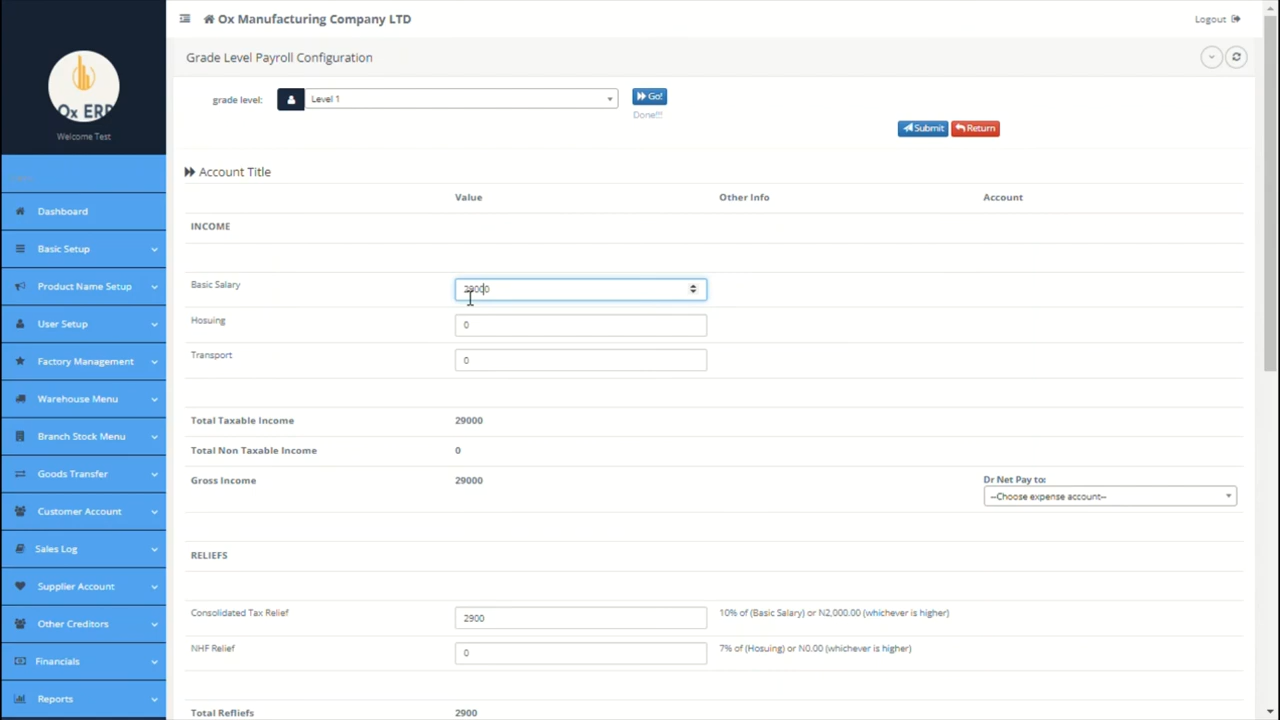 Ox Manufacturing Company LTD
Logout
Ox ERP
Welcome Test
Dashboard
Basic Setup
Product Name Setup
User Setup
Factory Management
Warehouse Menu
Branch Stock Menu
Goods Transfer
Customer Account
Sales Log
Supplier Account
Other Creditors
Financials
Reports
Grade Level Payroll Configuration
grade level: Level 1 Go!
Done!!!
Submit Return
Account Title
Value Other Info Account
INCOME
Basic Salary 29000
Hosuing 0
Transport 0
Total Taxable Income 29000
Total Non Taxable Income 0
Gross Income 29000
Dr Net Pay to:
--Choose expense account--
RELIEFS
Consolidated Tax Relief 2900 10% of (Basic Salary) or N2,000.00 (whichever is higher)
NHF Relief 0 7% of (Hosuing) or N0.00 (whichever is higher)
Total Refliefs 2900